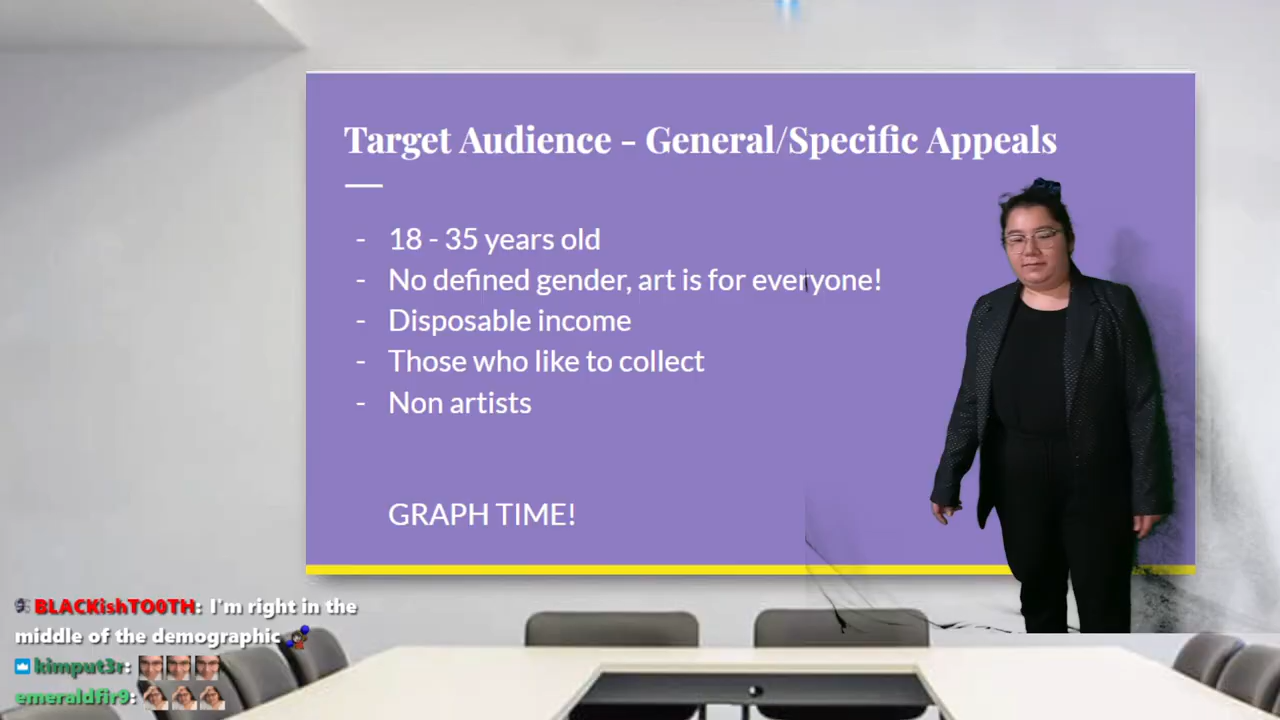 Target Audience - General/Specific Appeals
- 18 - 35 years old
- No defined gender, art is for everyone!
- Disposable income
- Those who like to collect
- Non artists
GRAPH TIME!
BLACKishTO0TH: I'm right in the
middle of the demographic
kimput3r:
emeraldfir9: